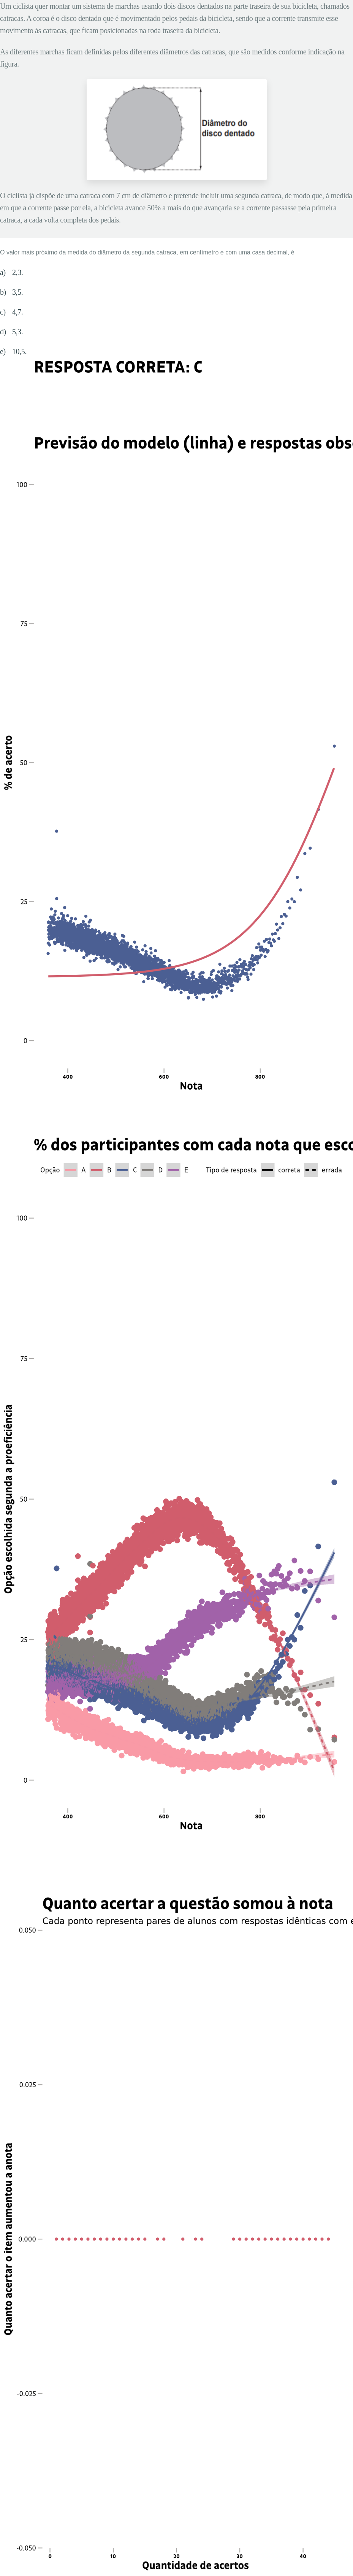 Um ciclista quer montar um sistema de marchas usando dois discos dentados na parte traseira de sua bicicleta, chamados
catracas. A coroa é o disco dentado que é movimentado pelos pedais da bicicleta, sendo que a corrente transmite esse
movimento às catracas, que ficam posicionadas na roda traseira da bicicleta.
As diferentes marchas ficam definidas pelos diferentes diâmetros das catracas, que são medidos conforme indicação na
figura.
Diâmetro do
disco dentado
O ciclista já dispõe de uma catraca com 7 cm de diâmetro e pretende incluir uma segunda catraca, de modo que, à medida
em que a corrente passe por ela, a bicicleta avance 50% a mais do que avançaria se a corrente passasse pela primeira
catraca, a cada volta completa dos pedais.
O valor mais próximo da medida do diâmetro da segunda catraca, em centímetro e com uma casa decimal, é
a) 2,3.
b) 3,5.
c) 4,7.
d) 5,3.
e) 10,5.
RESPOSTA CORRETA: C
Previsão do modelo (linha) e respostas obs
100
75
50
25
0
% de acerto
400 600 800
Nota
% dos participantes com cada nota que esco
Opção A B C D E Tipo de resposta correta errada
100
75
50
25
0
Opção escolhida segunda a proeficiência
400 600 800
Nota
Quanto acertar a questão somou à nota
Cada ponto representa pares de alunos com respostas idênticas com e
0.050
0.025
0.000
-0.025
-0.050
Quanto acertar o item aumentou a anota
0 10 20 30 40
Quantidade de acertos